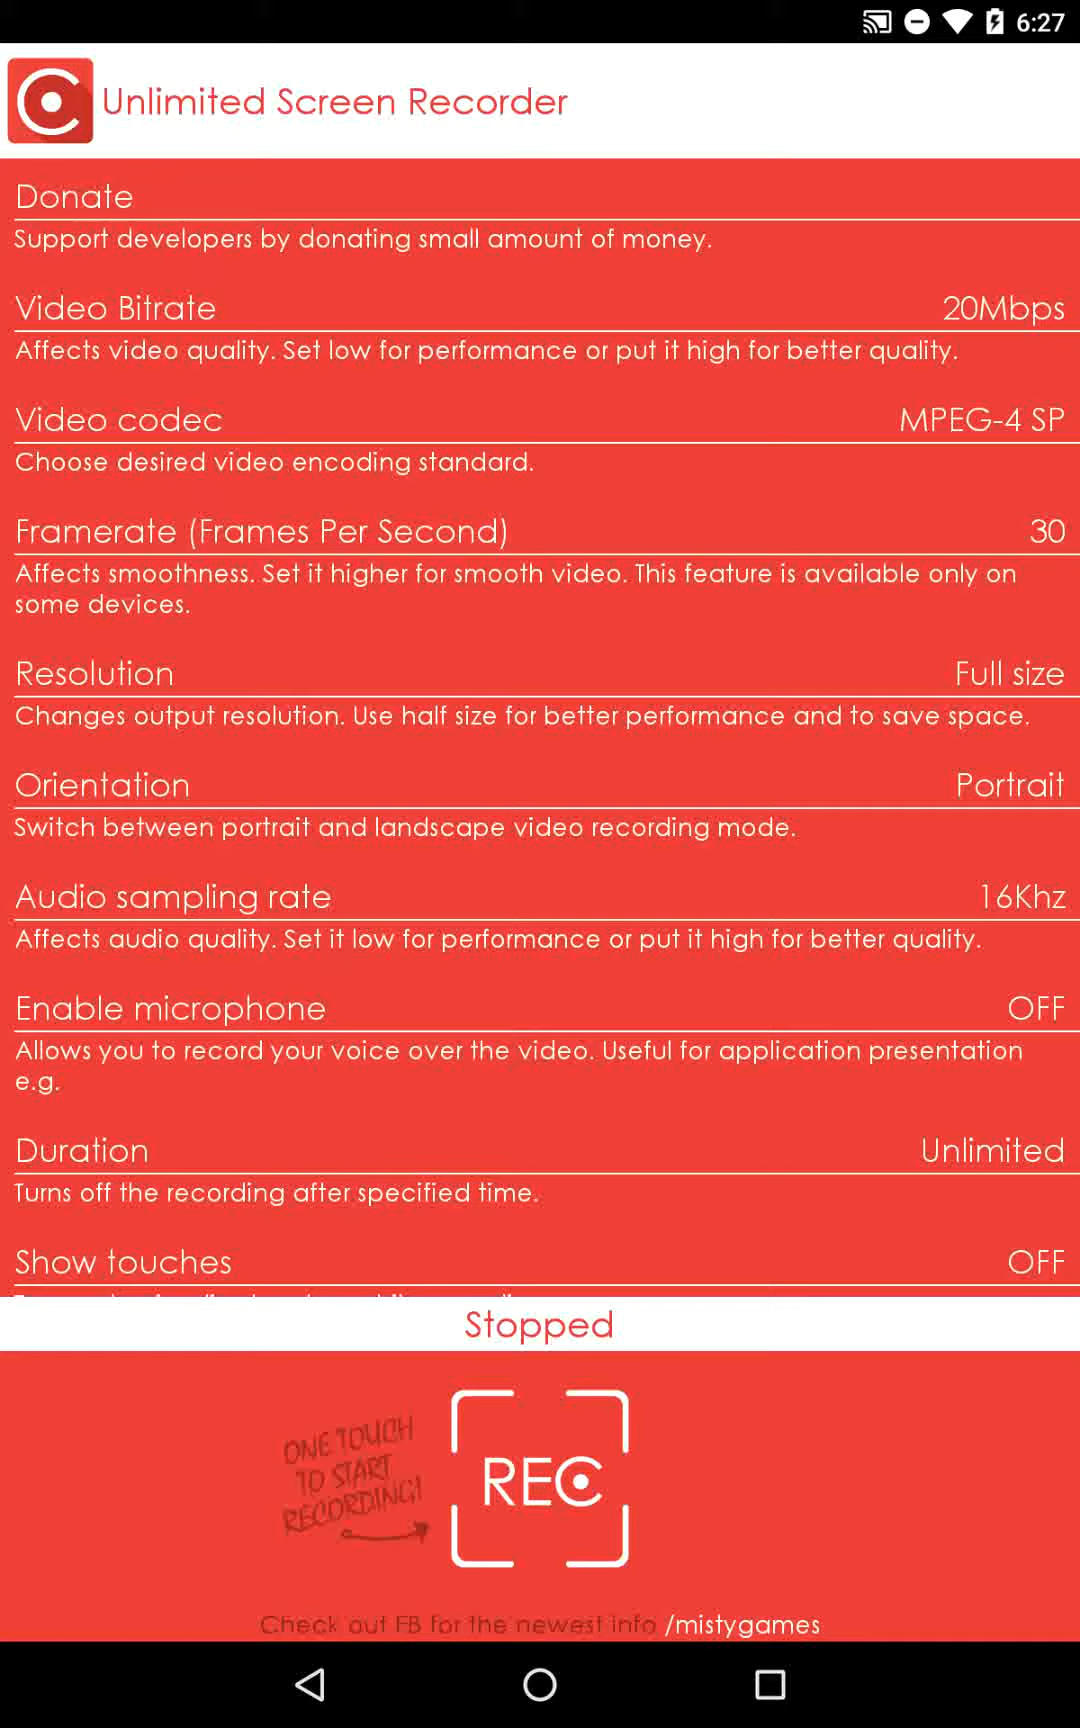 6:27
Unlimited Screen Recorder
Donate
Support developers by donating small amount of money.
Video Bitrate 20Mbps
Affects video quality. Set low for performance or put it high for better quality.
Video codec MPEG-4 SP
Choose desired video encoding standard.
Framerate (Frames Per Second) 30
Affects smoothness. Set it higher for smooth video. This feature is available only on
some devices.
Resolution Full size
Changes output resolution. Use half size for better performance and to save space.
Orientation Portrait
Switch between portrait and landscape video recording mode.
Audio sampling rate 16Khz
Affects audio quality. Set it low for performance or put it high for better quality.
Enable microphone OFF
Allows you to record your voice over the video. Useful for application presentation
e.g.
Duration Unlimited
Turns off the recording after specified time.
Show touches OFF
Stopped
ONE TOUCH
TO START
RECORDING!
REC
Check out FB for the newest info /mistygames